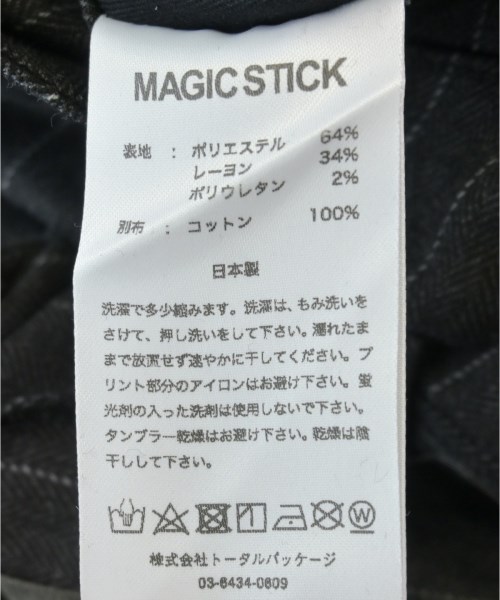 MAGIC STICK
表地 : ポリエステル 64%
レーヨン 34%
ポリウレタン 2%
別布 : コットン 100%
日本製
洗濯で多少縮みます。洗濯は、もみ洗いを
さけて、押し洗いをして下さい。濡れたま
まで放置せず速やかに干してください。プ
リント部分のアイロンはお避け下さい。蛍
光剤の入った洗剤は使用しないで下さい。
タンブラー乾燥はお避け下さい。乾燥は陰
干しして下さい。
W
株式会社トータルパッケージ
03-6434-0609